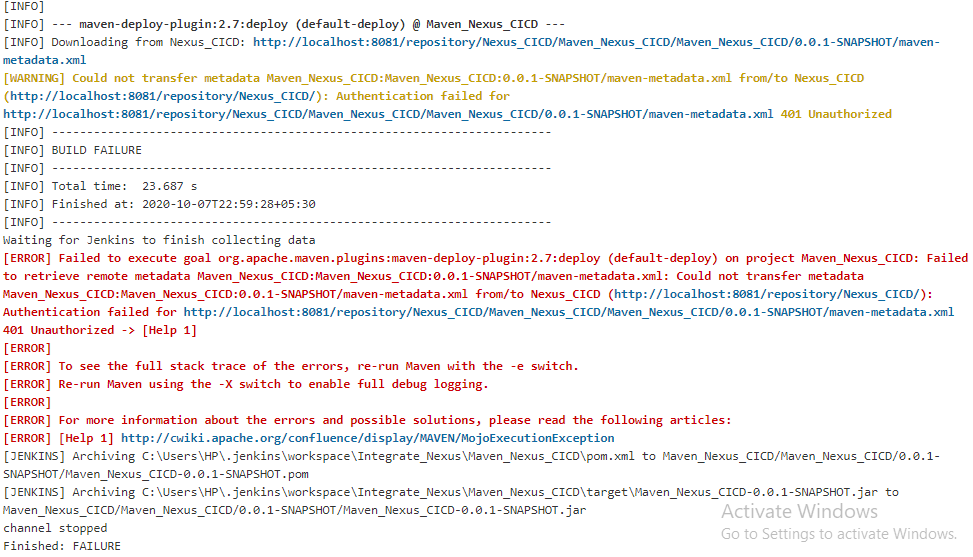 [INFO]
[INFO] --- maven-deploy-plugin:2.7:deploy (default-deploy) @ Maven_Nexus_CICD ---
[INFO] Downloading from Nexus_CICD: http://localhost:8081/repository/Nexus_CICD/Maven_Nexus_CICD/Maven_Nexus_CICD/0.0.1-SNAPSHOT/maven-
metadata.xml
[WARNING] Could not transfer metadata Maven_Nexus_CICD:Maven_Nexus_CICD:0.0.1-SNAPSHOT/maven-metadata.xml from/to Nexus_CICD
(http://localhost:8081/repository/Nexus_CICD/): Authentication failed for
http://localhost:8081/repository/Nexus_CICD/Maven_Nexus_CICD/Maven_Nexus_CICD/0.0.1-SNAPSHOT/maven-metadata.xml 401 Unauthorized
[INFO] ------------------------------------------------------------------------
[INFO] BUILD FAILURE
[INFO] ------------------------------------------------------------------------
[INFO] Total time:  23.687 s
[INFO] Finished at: 2020-10-07T22:59:28+05:30
[INFO] ------------------------------------------------------------------------
Waiting for Jenkins to finish collecting data
[ERROR] Failed to execute goal org.apache.maven.plugins:maven-deploy-plugin:2.7:deploy (default-deploy) on project Maven_Nexus_CICD: Failed
to retrieve remote metadata Maven_Nexus_CICD:Maven_Nexus_CICD:0.0.1-SNAPSHOT/maven-metadata.xml: Could not transfer metadata
Maven_Nexus_CICD:Maven_Nexus_CICD:0.0.1-SNAPSHOT/maven-metadata.xml from/to Nexus_CICD (http://localhost:8081/repository/Nexus_CICD/):
Authentication failed for http://localhost:8081/repository/Nexus_CICD/Maven_Nexus_CICD/Maven_Nexus_CICD/0.0.1-SNAPSHOT/maven-metadata.xml
401 Unauthorized -> [Help 1]
[ERROR]
[ERROR] To see the full stack trace of the errors, re-run Maven with the -e switch.
[ERROR] Re-run Maven using the -X switch to enable full debug logging.
[ERROR]
[ERROR] For more information about the errors and possible solutions, please read the following articles:
[ERROR] [Help 1] http://cwiki.apache.org/confluence/display/MAVEN/MojoExecutionException
[JENKINS] Archiving C:\Users\HP\.jenkins\workspace\Integrate_Nexus\Maven_Nexus_CICD\pom.xml to Maven_Nexus_CICD/Maven_Nexus_CICD/0.0.1-
SNAPSHOT/Maven_Nexus_CICD-0.0.1-SNAPSHOT.pom
[JENKINS] Archiving C:\Users\HP\.jenkins\workspace\Integrate_Nexus\Maven_Nexus_CICD\target\Maven_Nexus_CICD-0.0.1-SNAPSHOT.jar to
Maven_Nexus_CICD/Maven_Nexus_CICD/0.0.1-SNAPSHOT/Maven_Nexus_CICD-0.0.1-SNAPSHOT.jar
channel stopped
Finished: FAILURE
Activate Windows
Go to Settings to activate Windows.